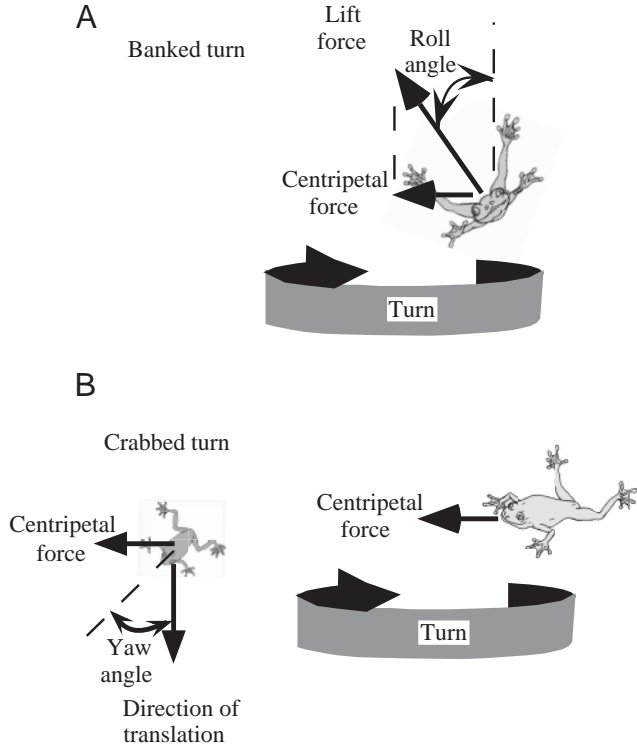 A
Banked turn
Lift
force
Roll
angle
Centripetal
force
Turn
B
Crabbed turn
Centripetal
force
Yaw
angle
Direction of
translation
Centripetal
force
Turn